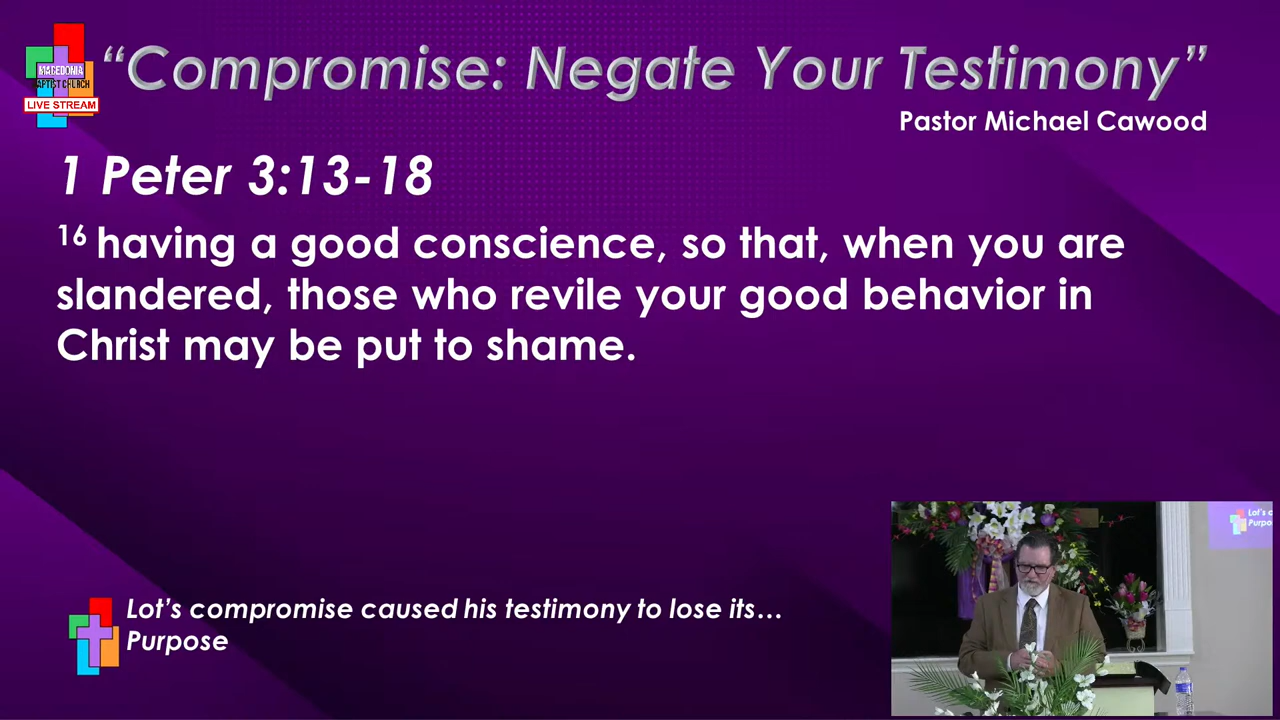 MACEDONIA
BAPTIST CHURCH
LIVE STREAM
“Compromise: Negate Your Testimony”
Pastor Michael Cawood
1 Peter 3:13-18
16 having a good conscience, so that, when you are
slandered, those who revile your good behavior in
Christ may be put to shame.
Lot’s compromise caused his testimony to lose its…
Purpose
Lot's c
Purpo